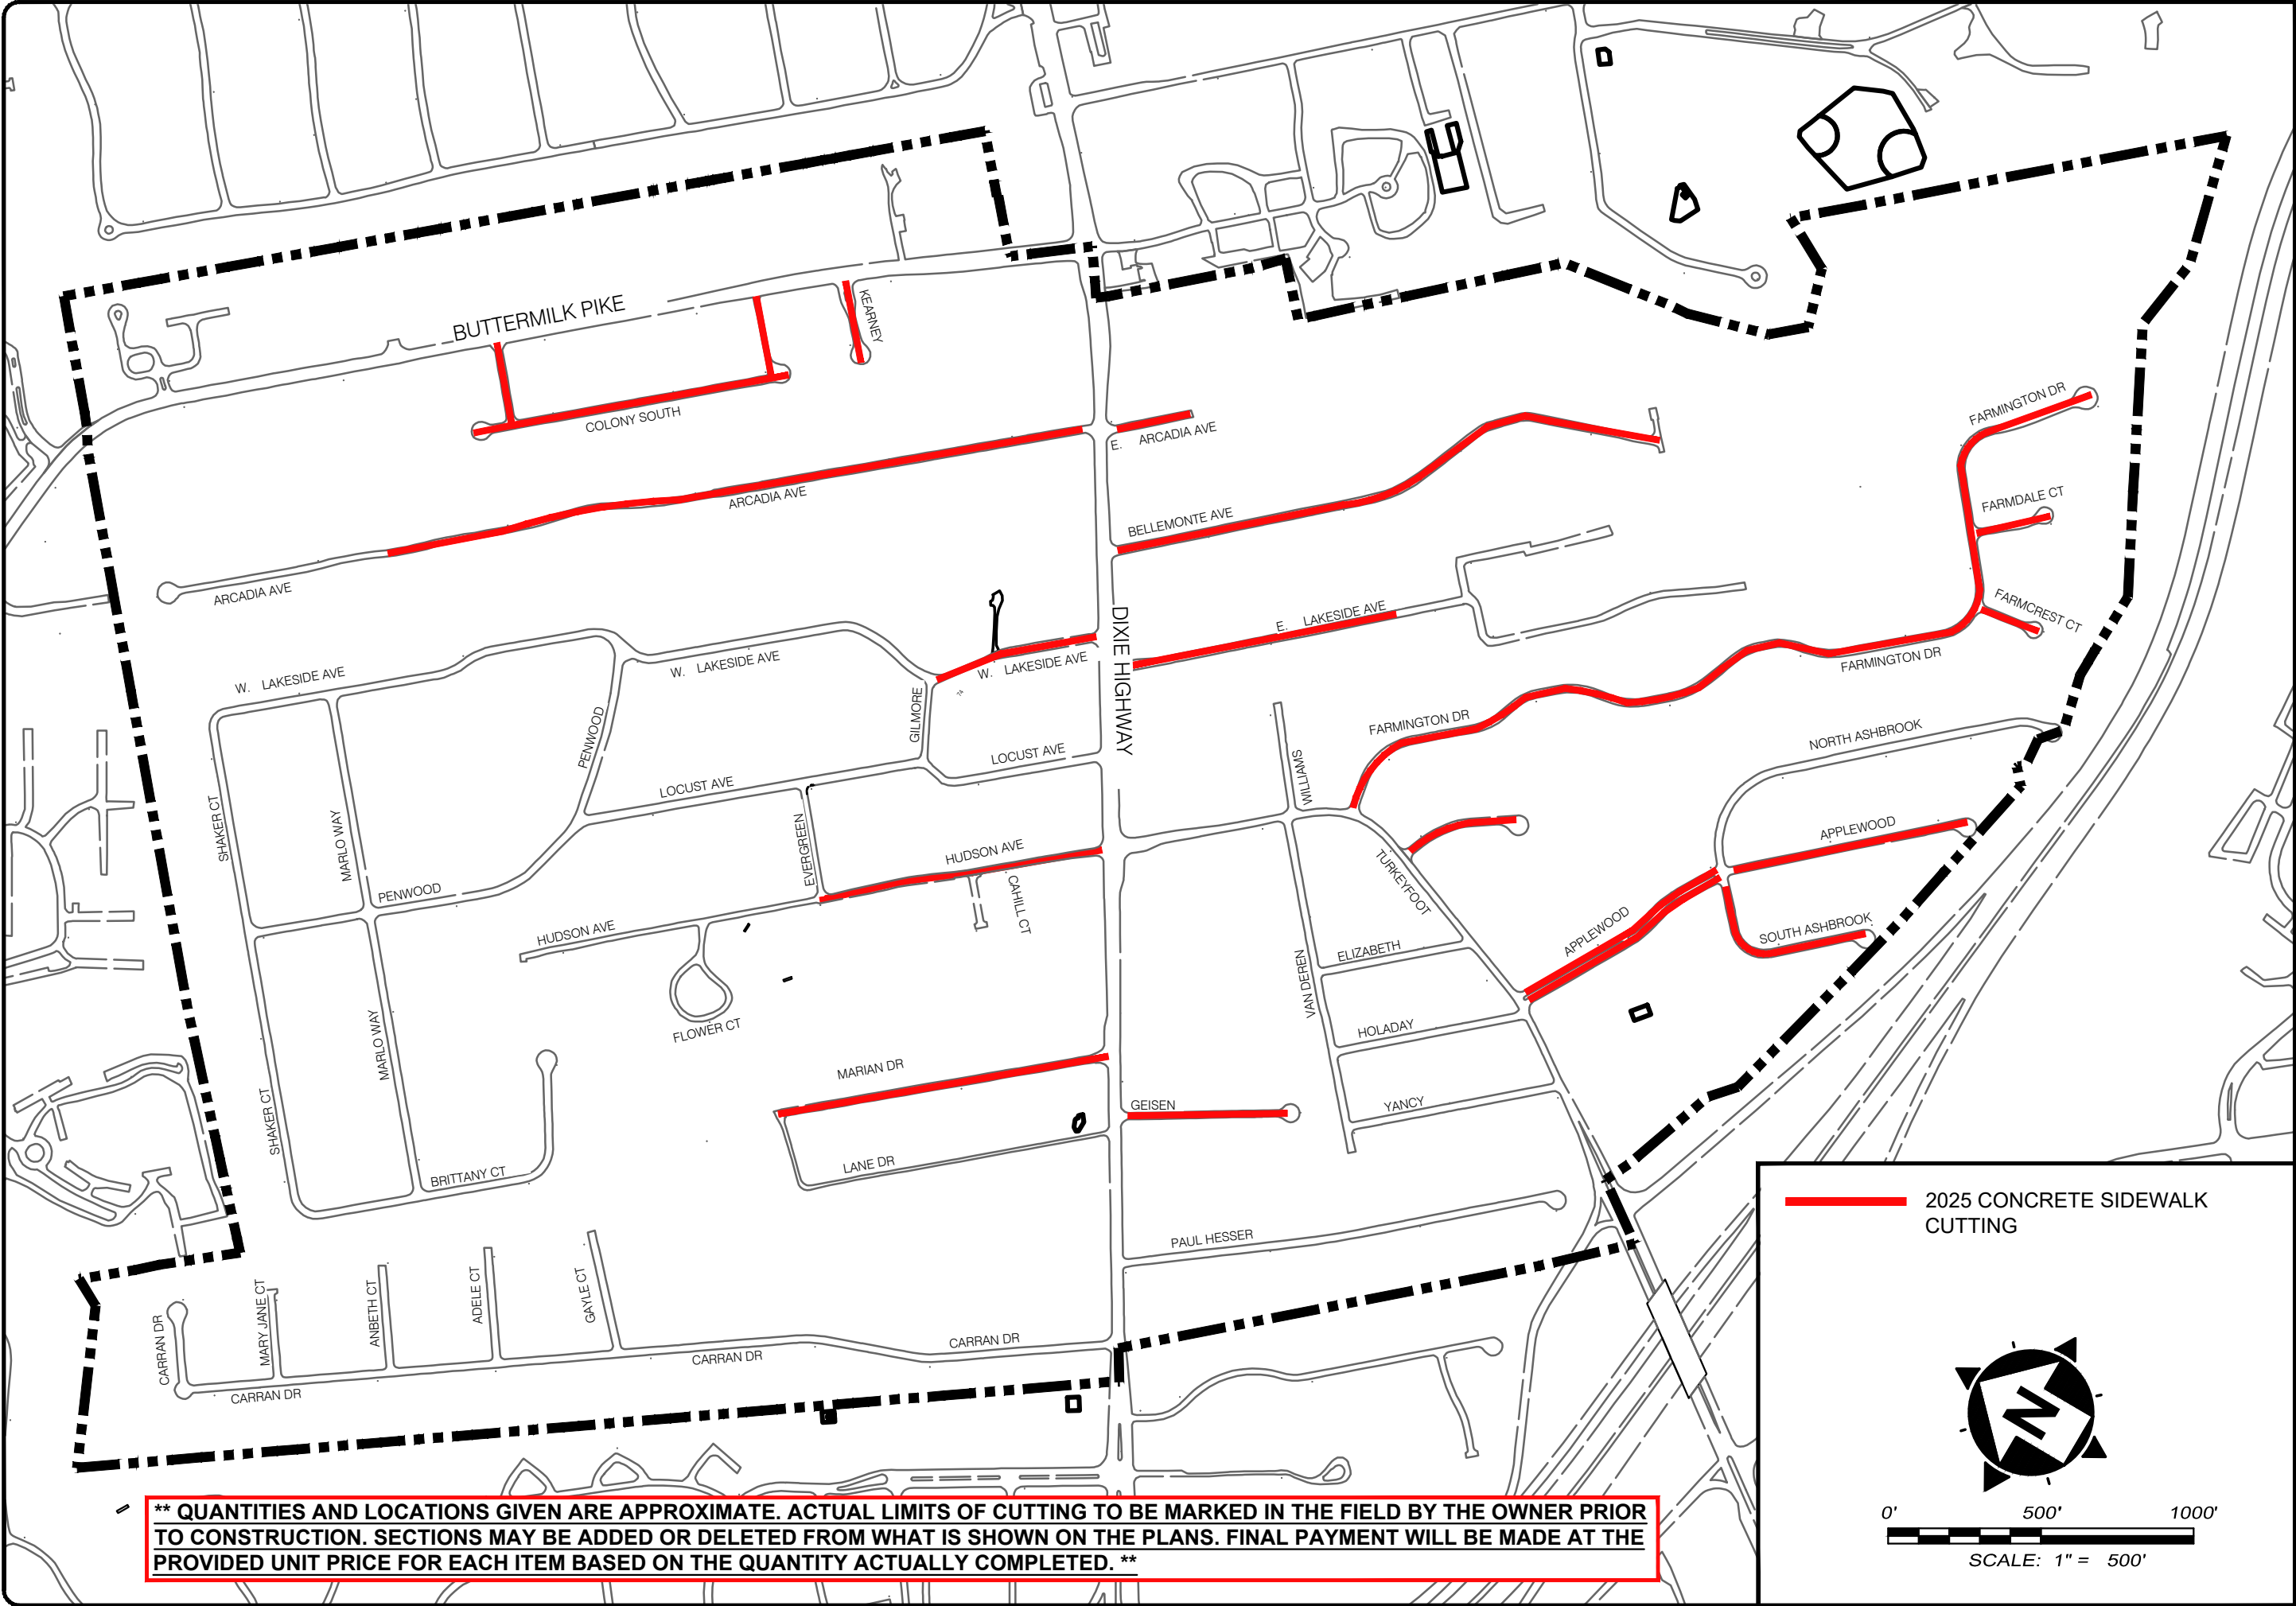 BUTTERMILK PIKE
KEARNEY
COLONY SOUTH
FARMINGTON DR
E. ARCADIA AVE
ARCADIA AVE
FARMDALE CT
BELLEMONTE AVE
ARCADIA AVE
FARMCREST CT
E. LAKESIDE AVE
DIXIE HIGHWAY
W. LAKESIDE AVE
W. LAKESIDE AVE
W. LAKESIDE AVE
FARMINGTON DR
GILMORE
PENWOOD
FARMINGTON DR
NORTH ASHBROOK
LOCUST AVE
WILLIAMS
LOCUST AVE
SHAKER CT
MARLO WAY
EVERGREEN
HUDSON AVE
APPLEWOOD
TURKEYFOOT
PENWOOD
CAHILL CT
HUDSON AVE
APPLEWOOD
SOUTH ASHBROOK
ELIZABETH
VAN DEREN
FLOWER CT
HOLADAY
MARLO WAY
MARIAN DR
SHAKER CT
GEISEN
YANCY
LANE DR
BRITTANY CT
PAUL HESSER
2025 CONCRETE SIDEWALK
CUTTING
CARRAN DR
MARY JANE CT
ANBETH CT
ADELE CT
GAYLE CT
CARRAN DR
CARRAN DR
CARRAN DR
N
** QUANTITIES AND LOCATIONS GIVEN ARE APPROXIMATE. ACTUAL LIMITS OF CUTTING TO BE MARKED IN THE FIELD BY THE OWNER PRIOR
TO CONSTRUCTION. SECTIONS MAY BE ADDED OR DELETED FROM WHAT IS SHOWN ON THE PLANS. FINAL PAYMENT WILL BE MADE AT THE
PROVIDED UNIT PRICE FOR EACH ITEM BASED ON THE QUANTITY ACTUALLY COMPLETED. **
0' 500' 1000'
SCALE: 1" = 500'